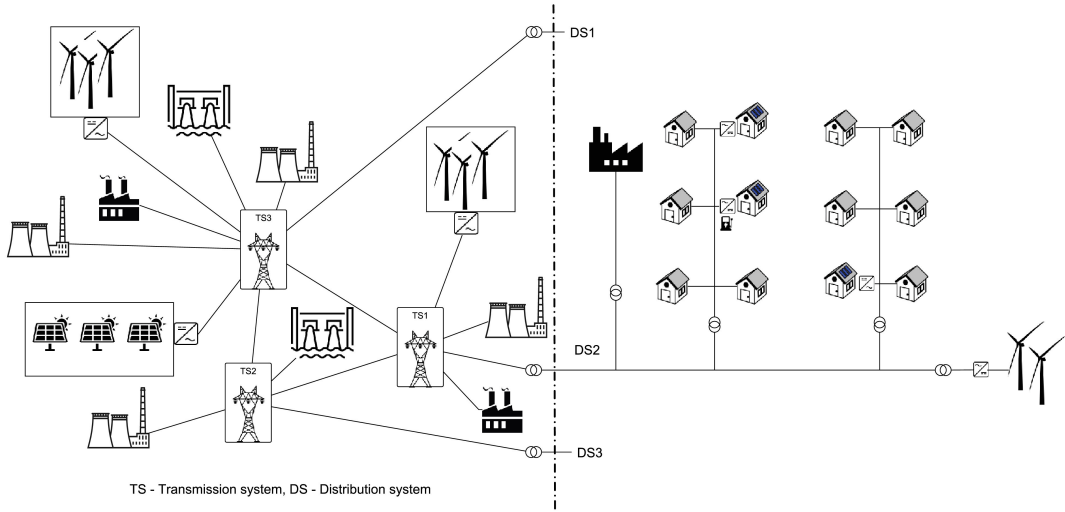 DS1
TS3
TS1
DS2
TS2
DS3
TS - Transmission system, DS - Distribution system